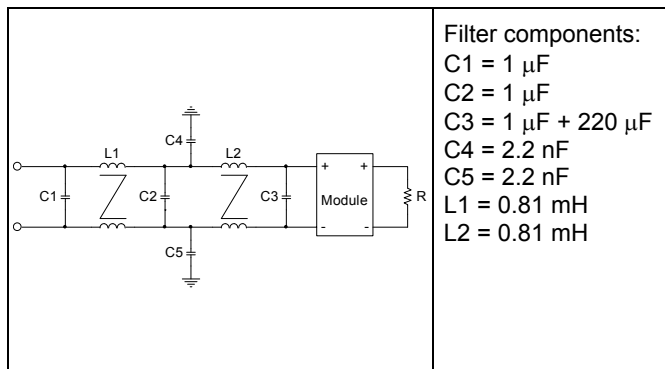 C4
L1
L2
C1
C2
C3
+ +
Module
- -
R
C5
Filter components:
C1 = 1 μF
C2 = 1 μF
C3 = 1 μF + 220 μF
C4 = 2.2 nF
C5 = 2.2 nF
L1 = 0.81 mH
L2 = 0.81 mH